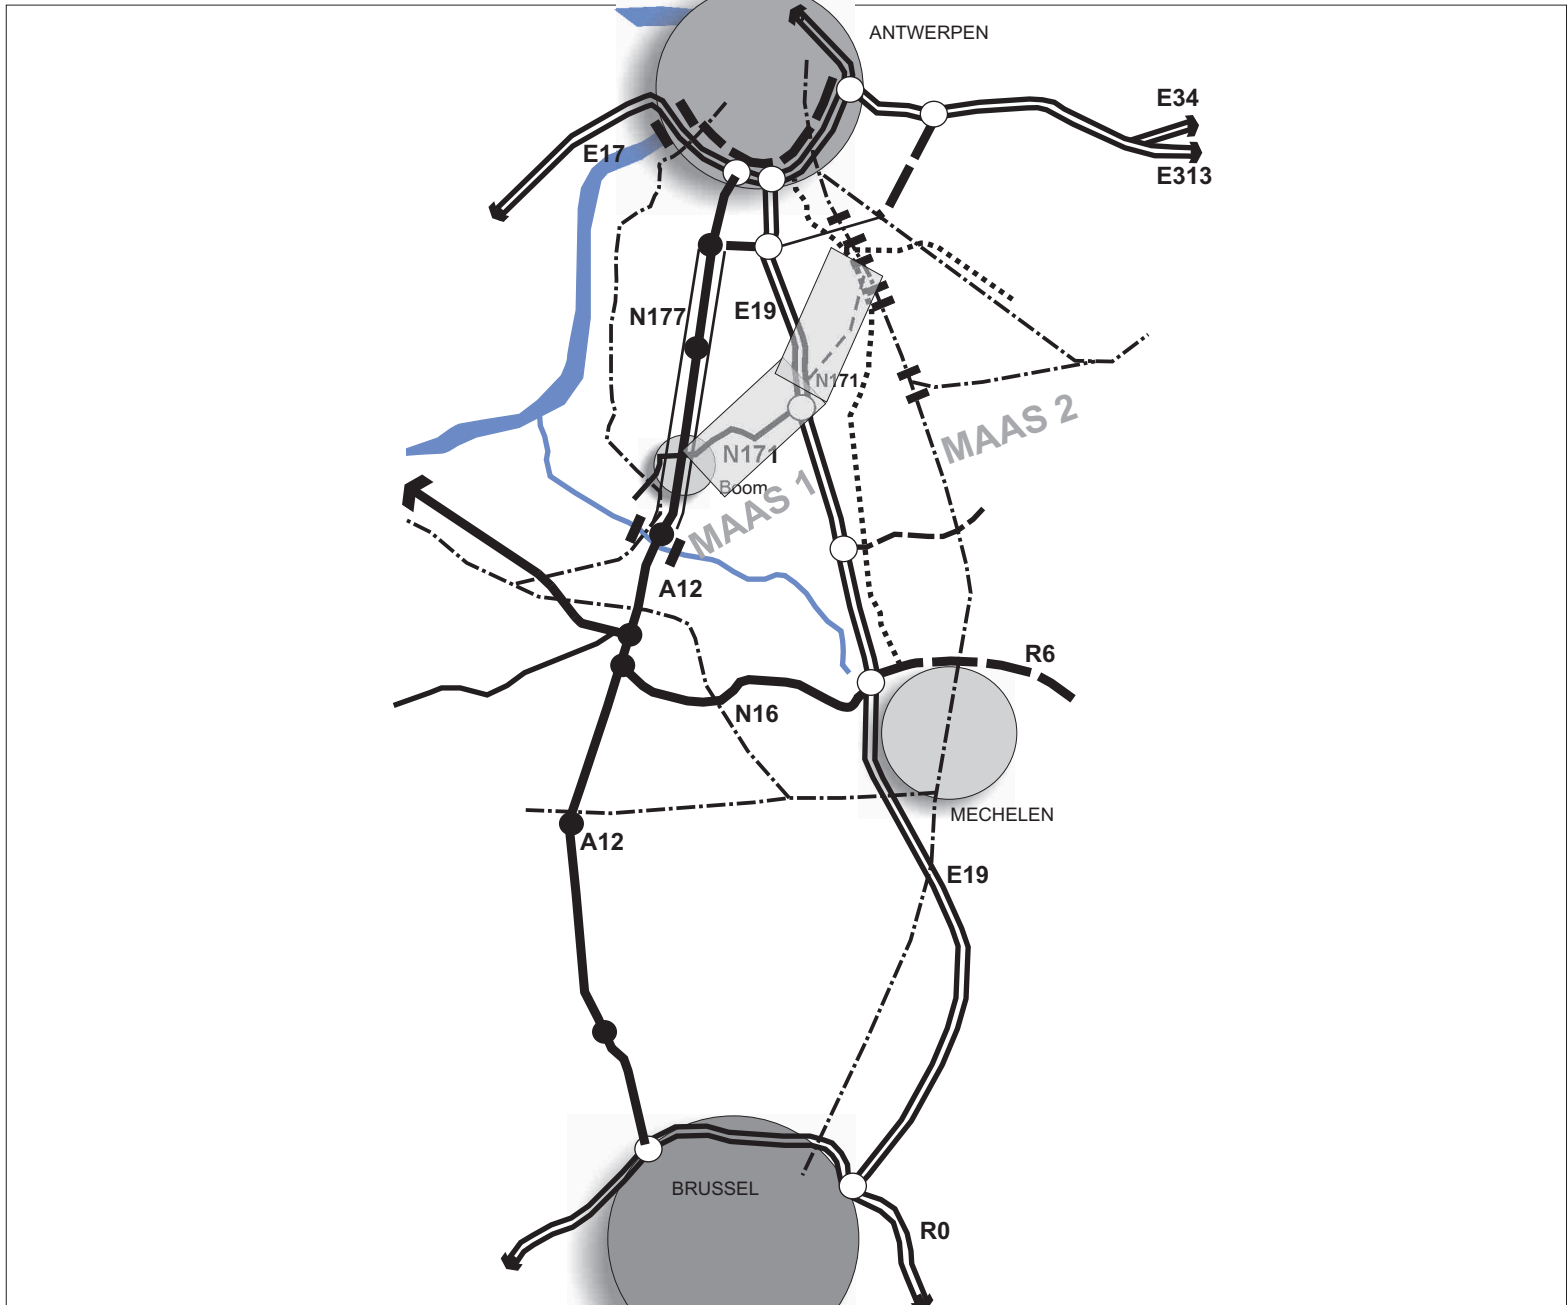 ANTWERPEN
E34
E17
E313
N177
E19
N171
MAAS 2
N171
Boom
MAAS 1
A12
R6
N16
MECHELEN
A12
E19
BRUSSEL
R0